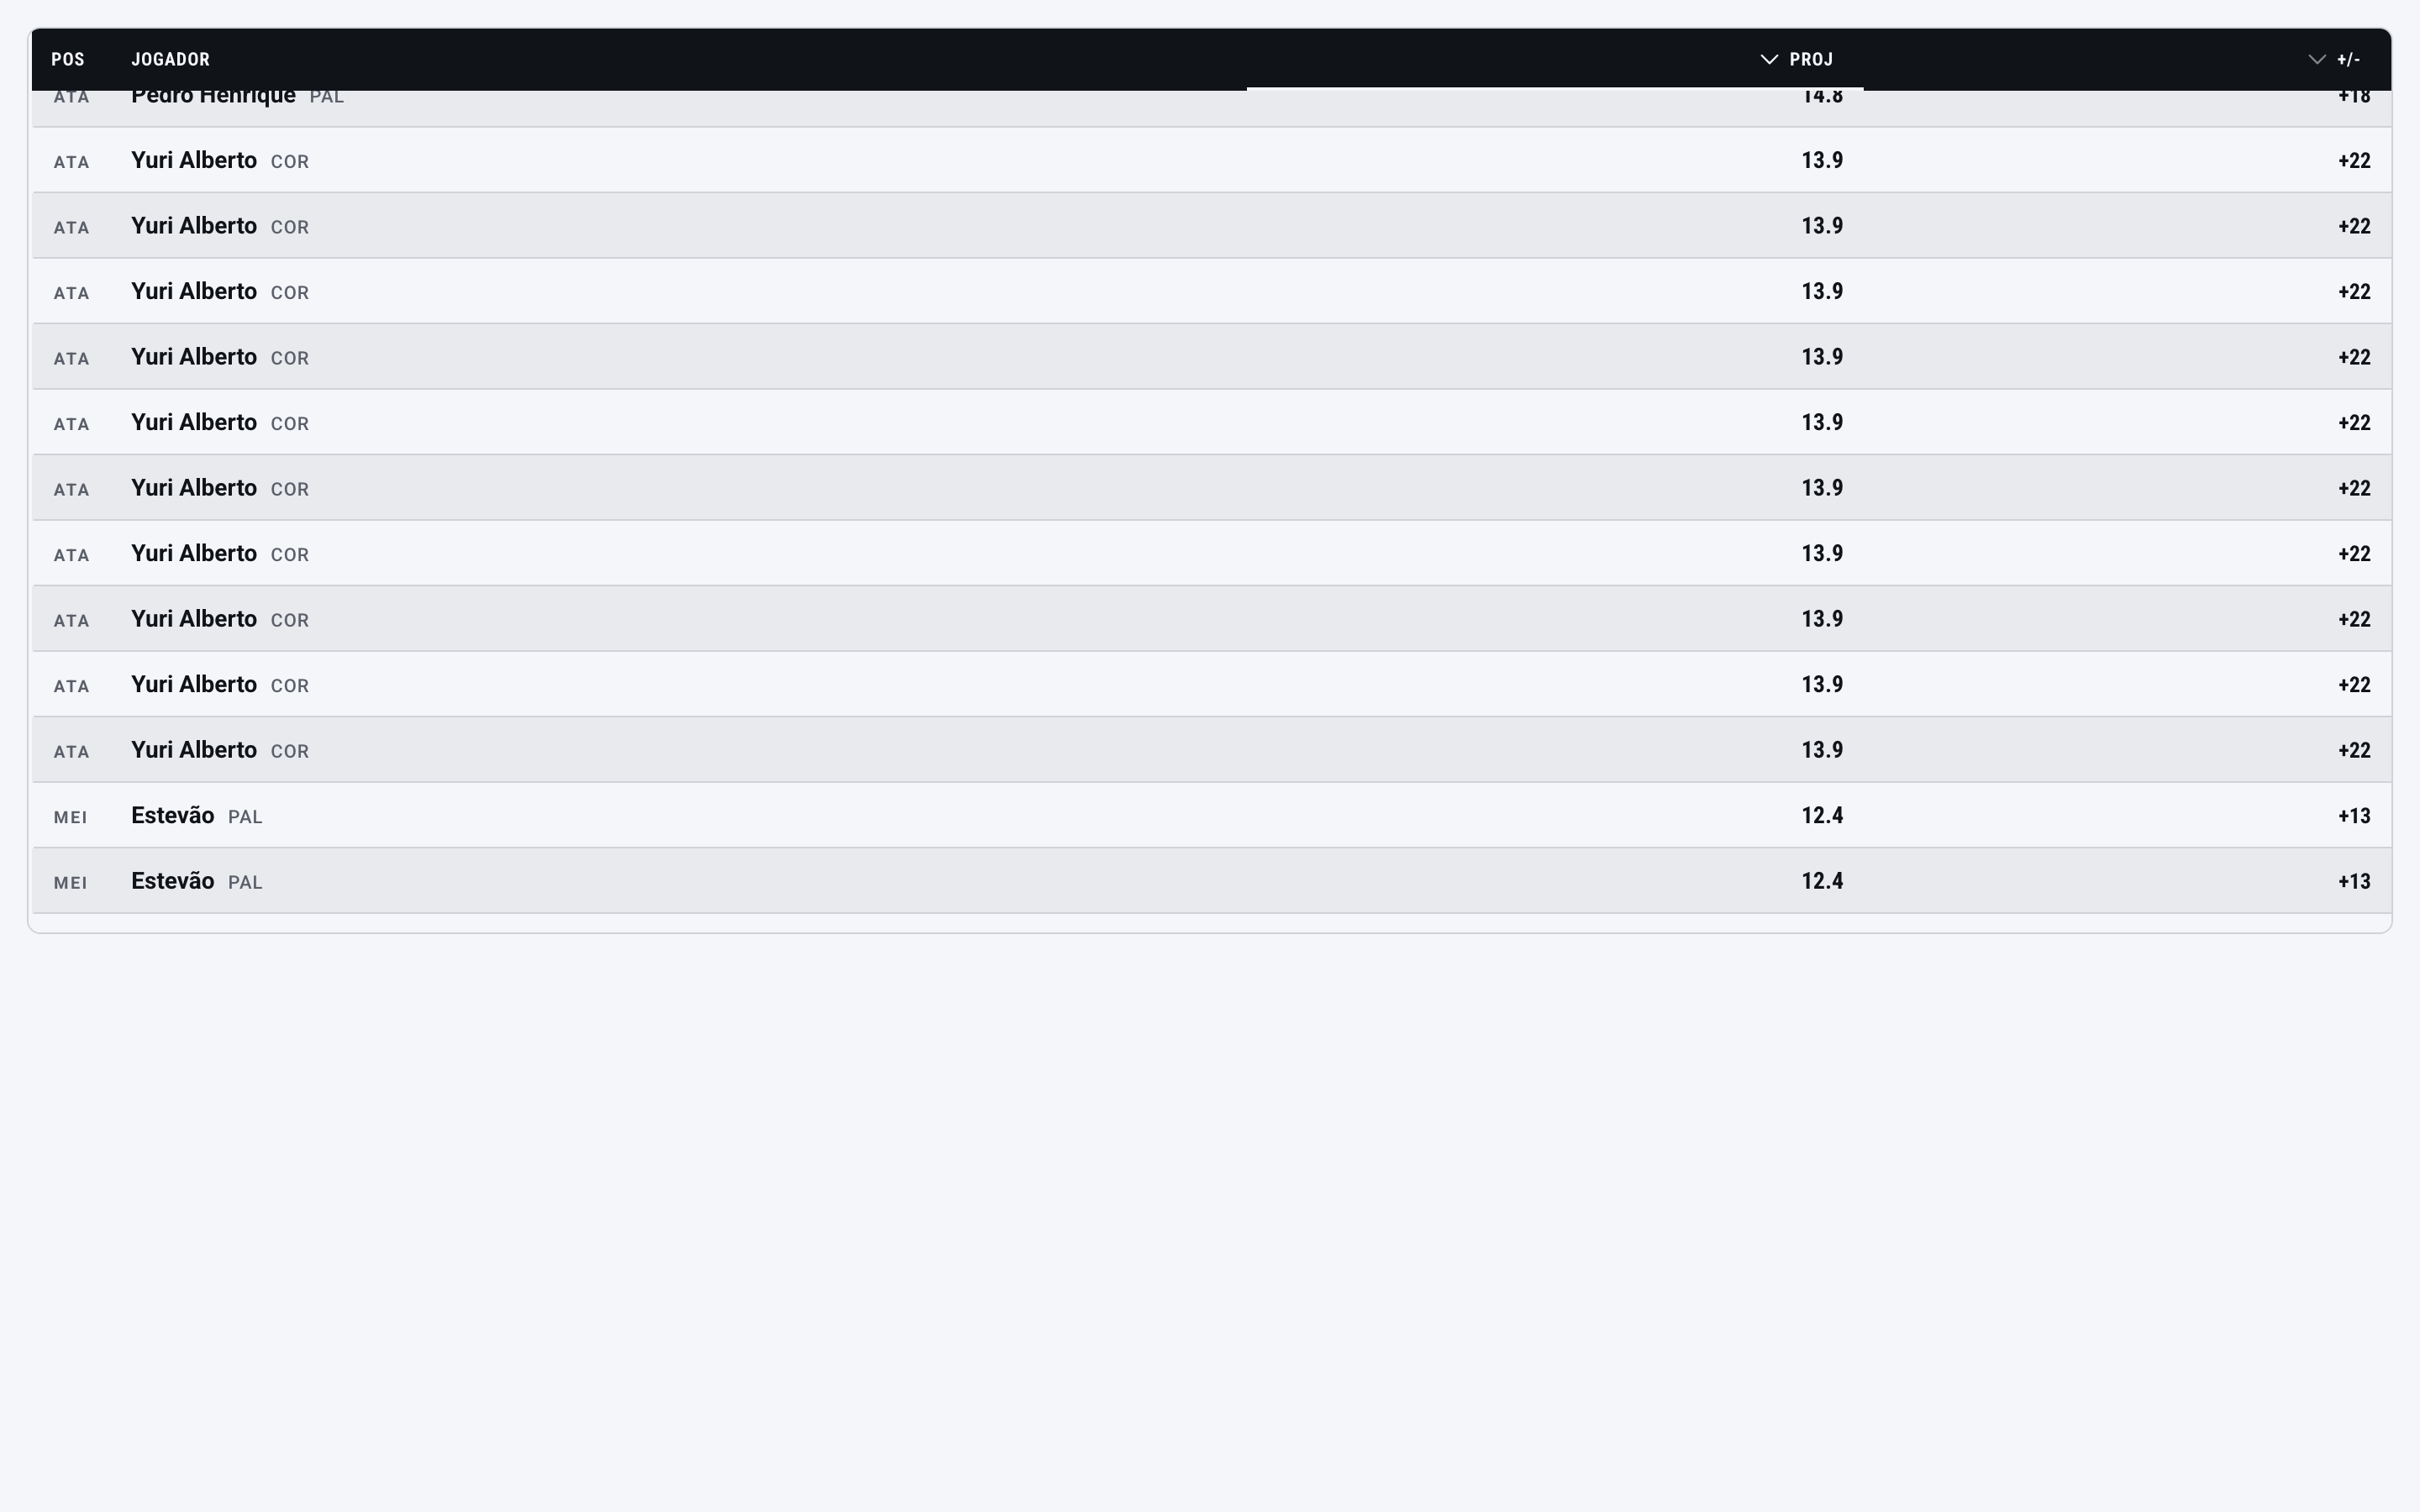 POS JOGADOR PROJ +/-
ATA Pedro Henrique PAL 14.8 +18
ATA Yuri Alberto COR 13.9 +22
ATA Yuri Alberto COR 13.9 +22
ATA Yuri Alberto COR 13.9 +22
ATA Yuri Alberto COR 13.9 +22
ATA Yuri Alberto COR 13.9 +22
ATA Yuri Alberto COR 13.9 +22
ATA Yuri Alberto COR 13.9 +22
ATA Yuri Alberto COR 13.9 +22
ATA Yuri Alberto COR 13.9 +22
ATA Yuri Alberto COR 13.9 +22
MEI Estevão PAL 12.4 +13
MEI Estevão PAL 12.4 +13